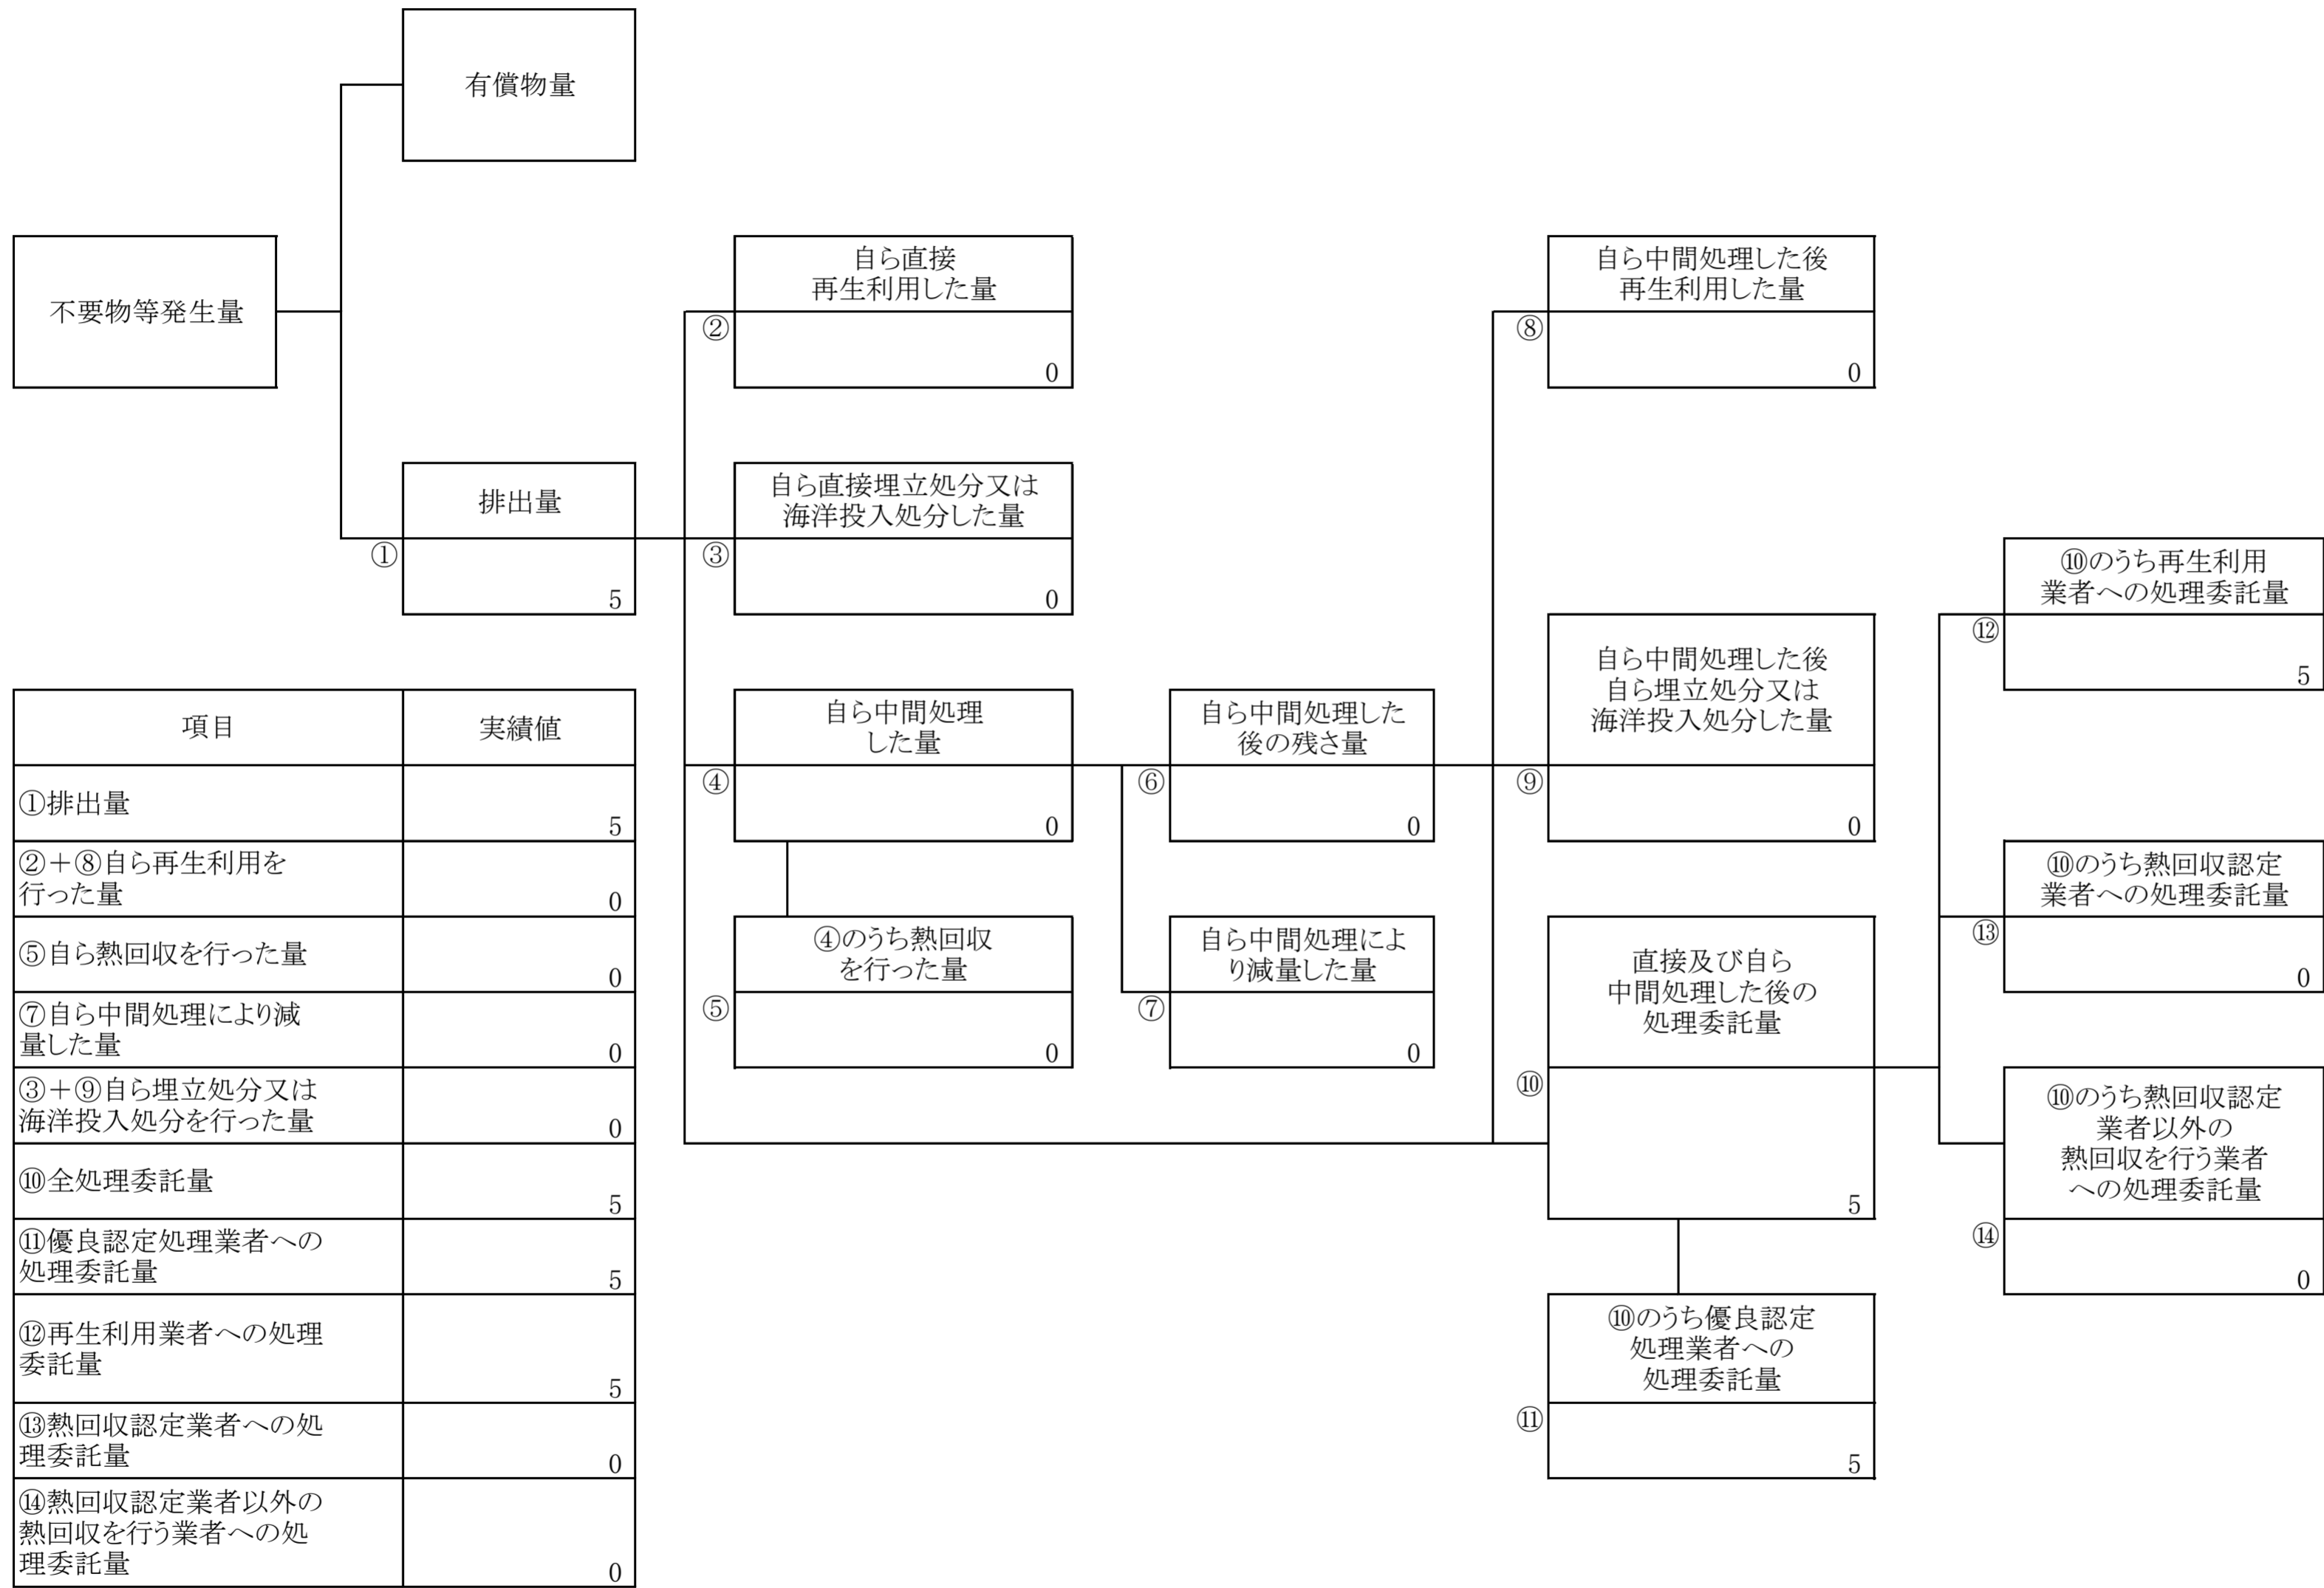 有償物量
不要物等発生量
自ら直接
再生利用した量
②
0
自ら中間処理した後
再生利用した量
⑧
0
排出量
①
5
自ら直接埋立処分又は
海洋投入処分した量
③
0
⑩のうち再生利用
業者への処理委託量
⑫
5
自ら中間処理
した量
④
0
自ら中間処理した
後の残さ量
⑥
0
自ら中間処理した後
自ら埋立処分又は
海洋投入処分した量
⑨
0
⑩のうち熱回収認定
業者への処理委託量
⑬
0
④のうち熱回収
を行った量
⑤
0
自ら中間処理によ
り減量した量
⑦
0
直接及び自ら
中間処理した後の
処理委託量
⑩
5
⑩のうち熱回収認定
業者以外の
熱回収を行う業者
への処理委託量
⑭
0
⑩のうち優良認定
処理業者への
処理委託量
⑪
5
項目
実績値
①排出量
5
②＋⑧自ら再生利用を
行った量
0
⑤自ら熱回収を行った量
0
⑦自ら中間処理により減
量した量
0
③＋⑨自ら埋立処分又は
海洋投入処分を行った量
0
⑩全処理委託量
5
⑪優良認定処理業者への
処理委託量
5
⑫再生利用業者への処理
委託量
5
⑬熱回収認定業者への処
理委託量
0
⑭熱回収認定業者以外の
熱回収を行う業者への処
理委託量
0